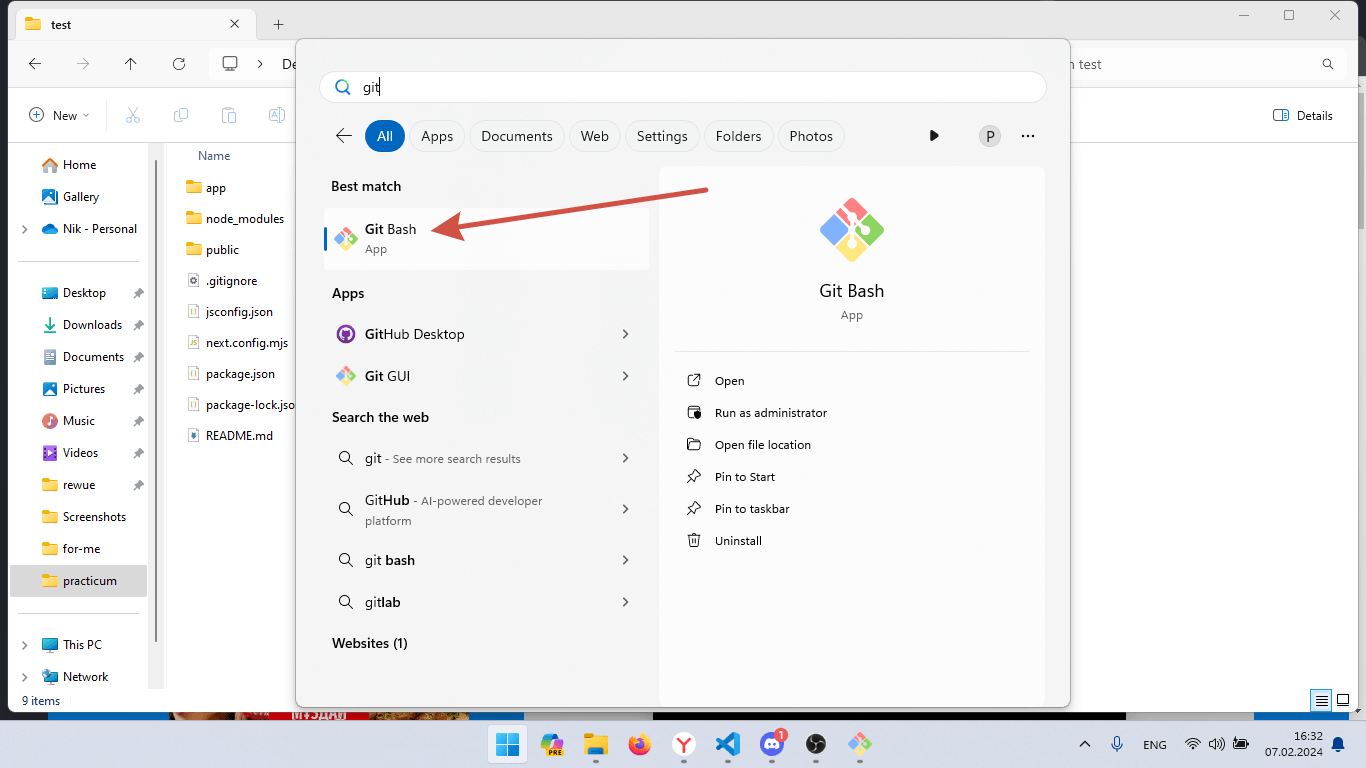 test
De
n test
git
New
Details
All
Apps
Documents
Web
Settings
Folders
Photos
P
Home
Gallery
Nik - Personal
Desktop
Downloads
Documents
Pictures
Music
Videos
rewue
Screenshots
for-me
practicum
This PC
Network
9 items
Name
app
node_modules
public
.gitignore
jsconfig.json
next.config.mjs
package.json
package-lock.jso
README.md
Best match
Git Bash
App
Apps
GitHub Desktop
Git GUI
Search the web
git - See more search results
GitHub - AI-powered developer
platform
git bash
gitlab
Websites (1)
Git Bash
App
Open
Run as administrator
Open file location
Pin to Start
Pin to taskbar
Uninstall
PRE
1
ENG
16:32
07.02.2024